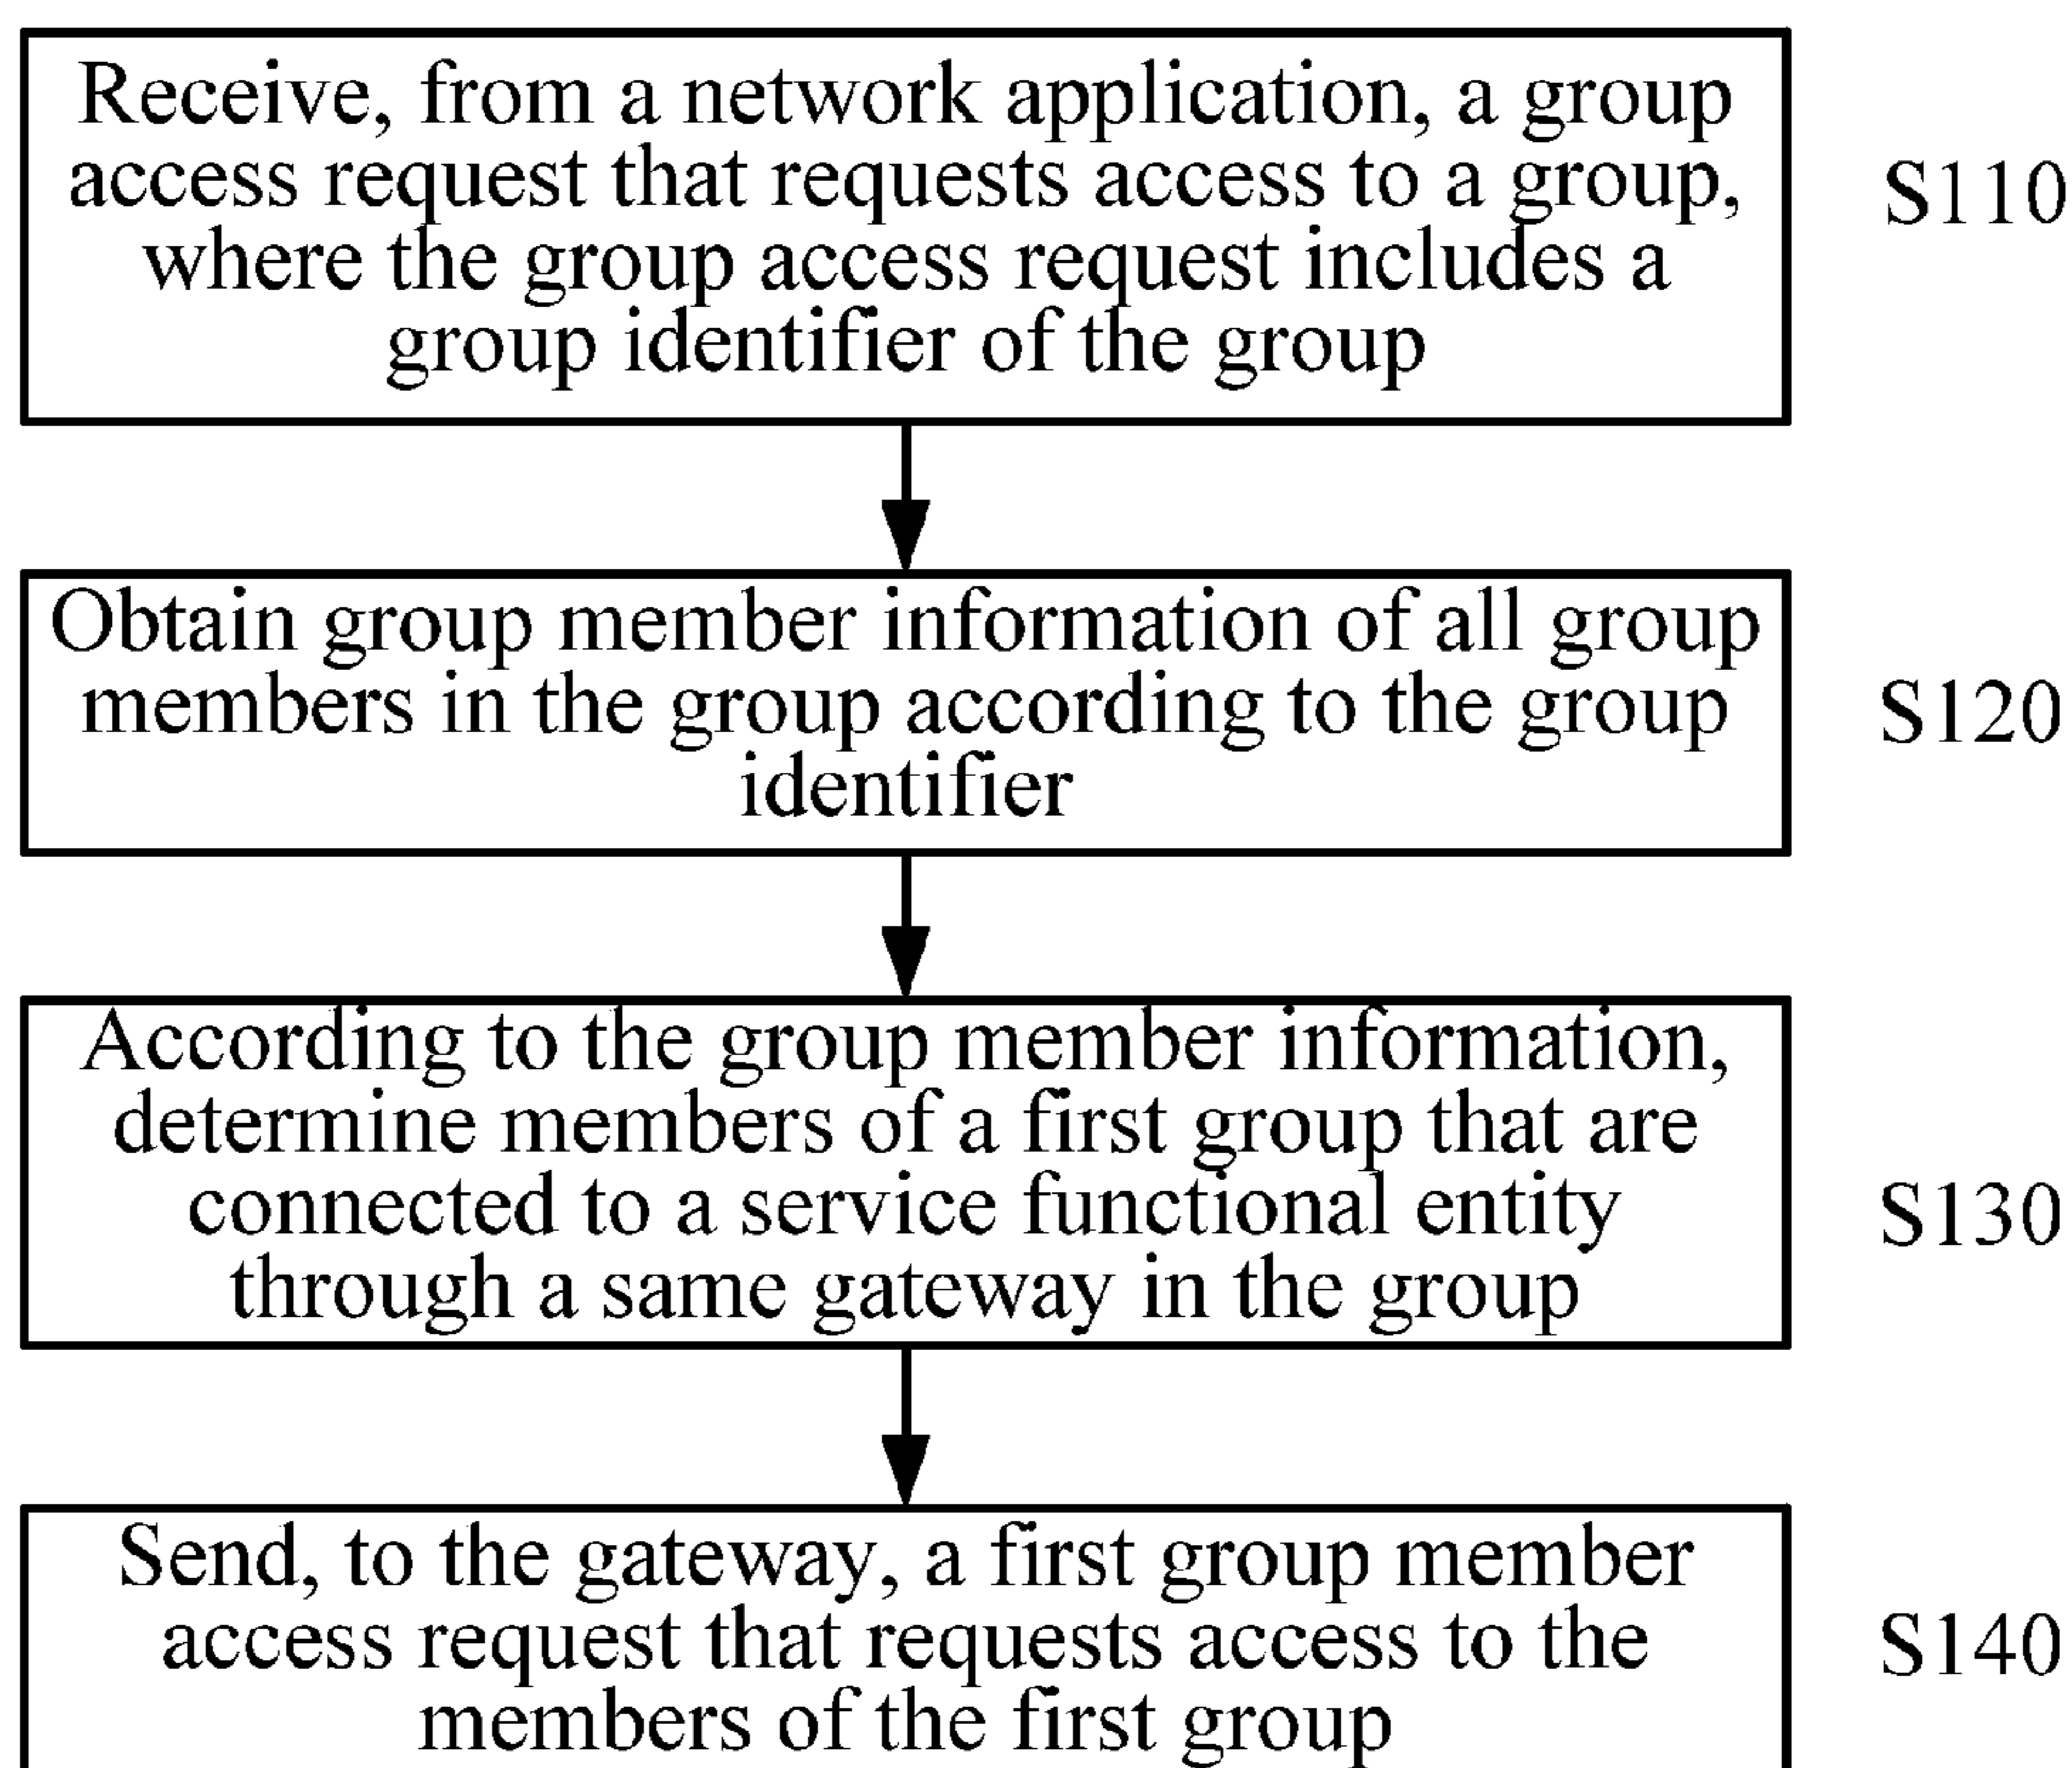 Receive, from a network application, a group
access request that requests access to a group,
where the group access request includes a
group identifier of the group
S110
Obtain group member information of all group
members in the group according to the group
identifier
S120
According to the group member information,
determine members of a first group that are
connected to a service functional entity
through a same gateway in the group
S130
Send, to the gateway, a first group member
access request that requests access to the
members of the first group
S140